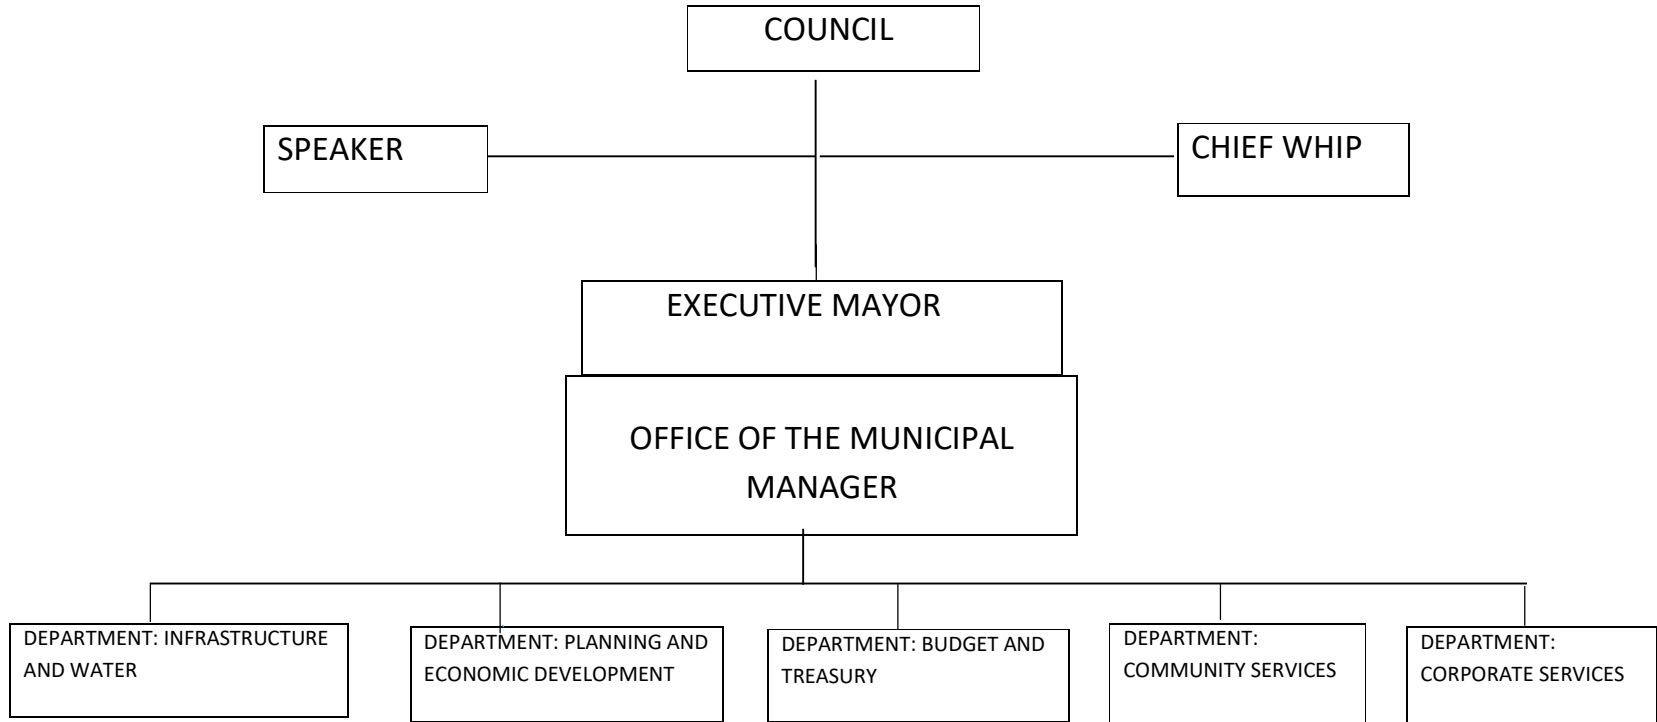 COUNCIL
SPEAKER
CHIEF WHIP
EXECUTIVE MAYOR
OFFICE OF THE MUNICIPAL
MANAGER
DEPARTMENT: INFRASTRUCTURE
AND WATER
DEPARTMENT: PLANNING AND
ECONOMIC DEVELOPMENT
DEPARTMENT: BUDGET AND
TREASURY
DEPARTMENT:
COMMUNITY SERVICES
DEPARTMENT:
CORPORATE SERVICES